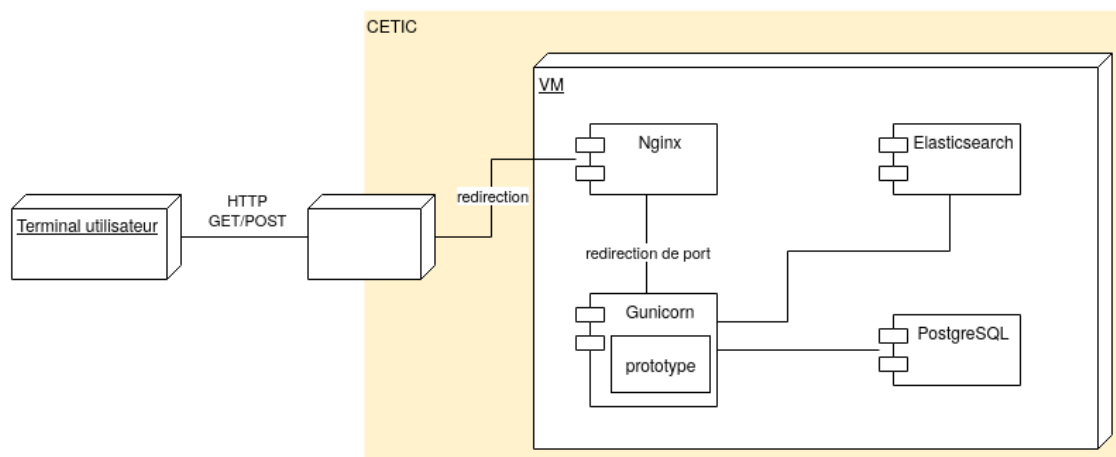 CETIC
VM
Nginx
Elasticsearch
HTTP
GET/POST
redirection
Terminal utilisateur
redirection de port
Gunicorn
prototype
PostgreSQL